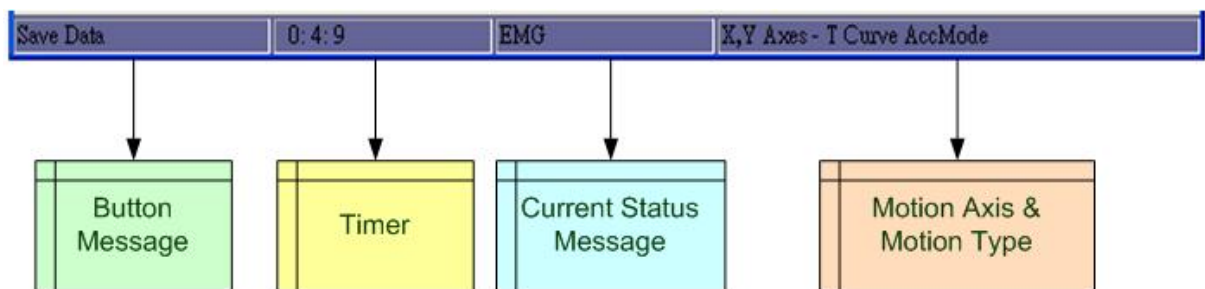 Save Data
0:4:9
EMG
X,Y Axes - T Curve AccMode
Button
Message
Timer
Current Status
Message
Motion Axis &
Motion Type